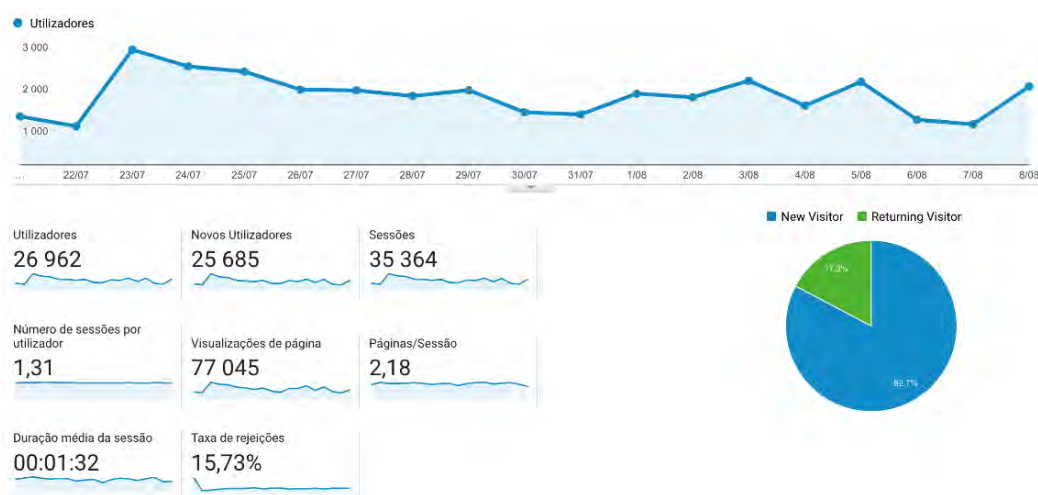 Utilizadores
3 000
2 000
1 000
... 22/07 23/07 24/07 25/07 26/07 27/07 28/07 29/07 30/07 31/07 1/08 2/08 3/08 4/08 5/08 6/08 7/08 8/08
New Visitor Returning Visitor
Utilizadores Novos Utilizadores Sessões
26 962 25 685 35 364
17,3%
Número de sessões por
utilizador Visualizações de página Páginas/Sessão
1,31 77 045 2,18
82,7%
Duração média da sessão Taxa de rejeições
00:01:32 15,73%